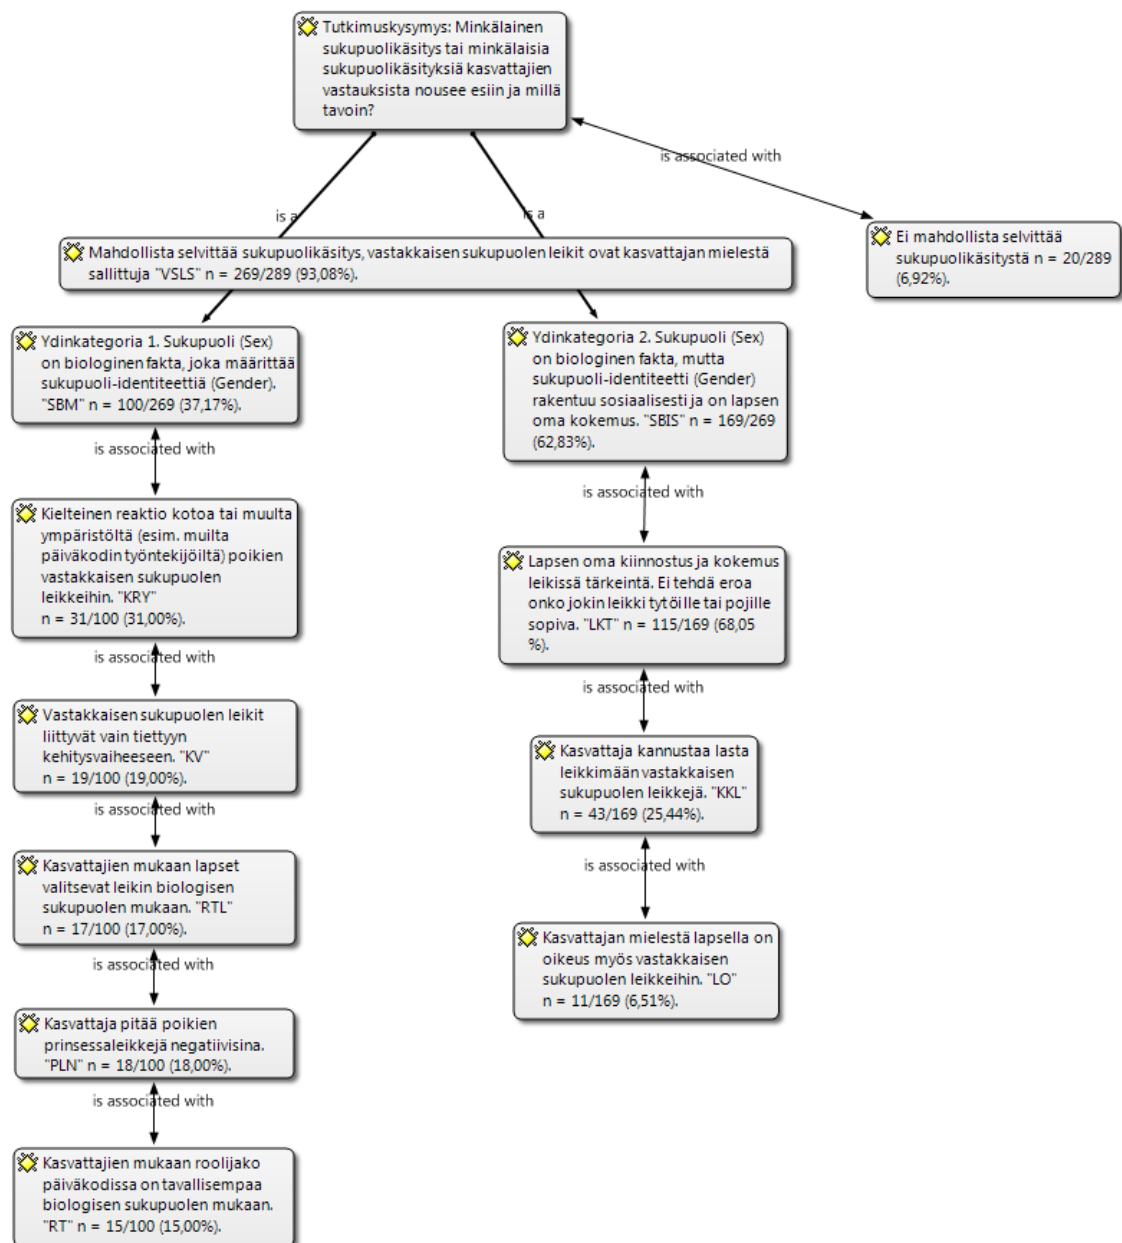 Tutkimuskysymys: Minkälainen
sukupuolikäsitys tai minkälaisia
sukupuolikäsityksiä kasvattajien
vastauksista nousee esiin ja millä
tavoin?
is associated with
is a
is a
Ei mahdollista selvittää
sukupuolikäsitystä n = 20/289
(6,92%).
Mahdollista selvittää sukupuolikäsitys, vastakkaisen sukupuolen leikit ovat kasvattajan mielestä
sallittuja "VSLS" n = 269/289 (93,08%).
Ydinkategoria 1. Sukupuoli (Sex)
on biologinen fakta, joka määrittää
sukupuoli-identiteettiä (Gender).
"SBM" n = 100/269 (37,17%).
is associated with
Kielteinen reaktio kotoa tai muulta
ympäristöltä (esim. muilta
päiväkodin työntekijöiltä) poikien
vastakkaisen sukupuolen
leikkeihin. "KRY"
n = 31/100 (31,00%).
is associated with
Vastakkaisen sukupuolen leikit
liittyvät vain tiettyyn
kehitysvaiheeseen. "KV"
n = 19/100 (19,00%).
is associated with
Kasvattajien mukaan lapset
valitsevat leikin biologisen
sukupuolen mukaan. "RTL"
n = 17/100 (17,00%).
is associated with
Kasvattaja pitää poikien
prinsessaleikkejä negatiivisina.
"PLN" n = 18/100 (18,00%).
is associated with
Kasvattajien mukaan roolijako
päiväkodissa on tavallisempaa
biologisen sukupuolen mukaan.
"RT" n = 15/100 (15,00%).
Ydinkategoria 2. Sukupuoli (Sex)
on biologinen fakta, mutta
sukupuoli-identiteetti (Gender)
rakentuu sosiaalisesti ja on lapsen
oma kokemus. "SBIS" n = 169/269
(62,83%).
is associated with
Lapsen oma kiinnostus ja kokemus
leikissä tärkeintä. Ei tehdä eroa
onko jokin leikki tytöille tai pojille
sopiva. "LKT" n = 115/169 (68,05
%).
is associated with
Kasvattaja kannustaa lasta
leikkimään vastakkaisen
sukupuolen leikkejä. "KKL"
n = 43/169 (25,44%).
is associated with
Kasvattajan mielestä lapsella on
oikeus myös vastakkaisen
sukupuolen leikkeihin. "LO"
n = 11/169 (6,51%).